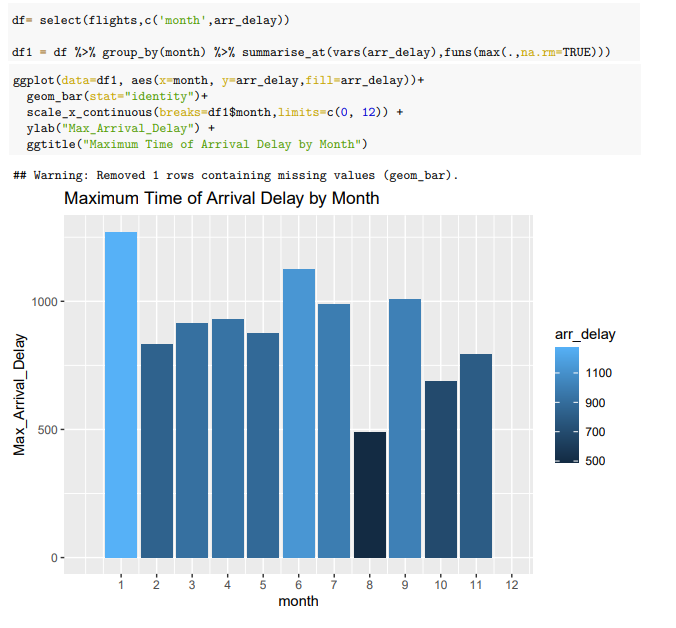 df= select(flights,c('month',arr_delay))
df1 = df %>% group_by(month) %>% summarise_at(vars(arr_delay),funs(max(.,na.rm=TRUE)))
ggplot(data=df1, aes(x=month, y=arr_delay,fill=arr_delay))+
  geom_bar(stat="identity")+
  scale_x_continuous(breaks=df1$month,limits=c(0, 12)) +
  ylab("Max_Arrival_Delay") +
  ggtitle("Maximum Time of Arrival Delay by Month")
## Warning: Removed 1 rows containing missing values (geom_bar).
Maximum Time of Arrival Delay by Month
Max_Arrival_Delay
1000
500
0
1 2 3 4 5 6 7 8 9 10 11 12
month
arr_delay
1100
900
700
500